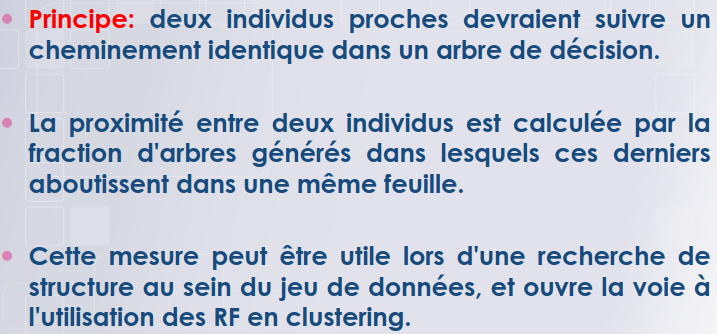 Principe: deux individus proches devraient suivre un
cheminement identique dans un arbre de décision.
La proximité entre deux individus est calculée par la
fraction d'arbres générés dans lesquels ces derniers
aboutissent dans une même feuille.
Cette mesure peut être utile lors d'une recherche de
structure au sein du jeu de données, et ouvre la voie à
l'utilisation des RF en clustering.